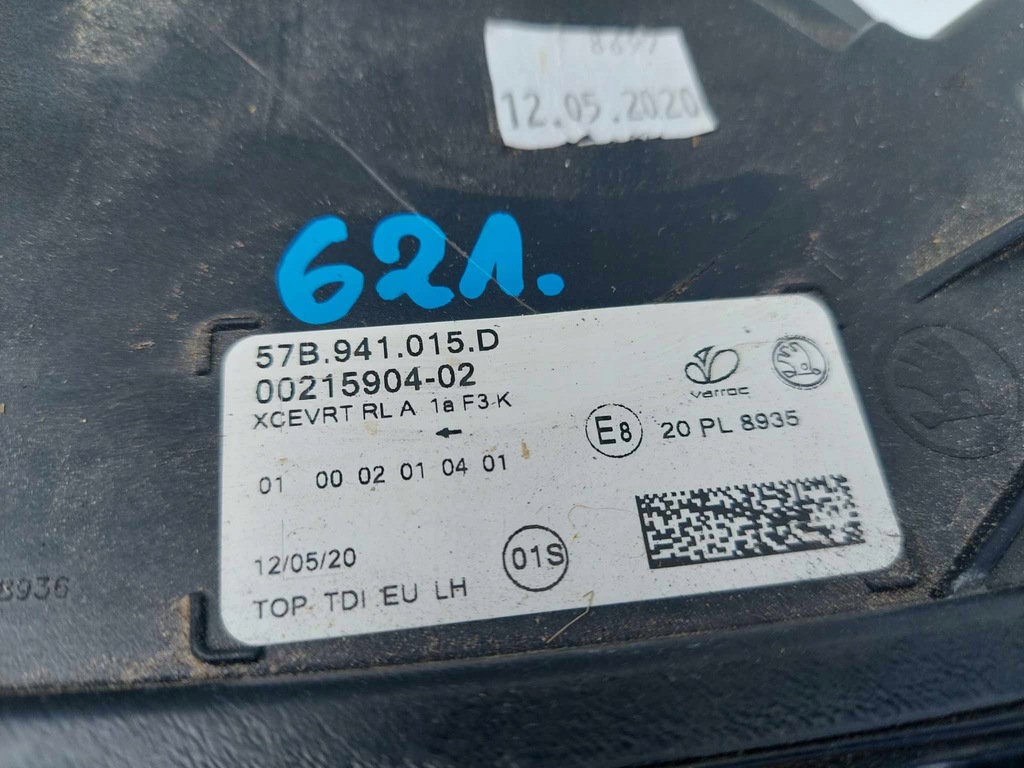 12.05.2020
621.
57B.941.015.D
00215904-02
XCEVRT RL A 1a F3 K
←
varroc
E8 20 PL 8935
01 00 02 01 04 01
12/05/20
01S
TOP TDI EU LH
8936